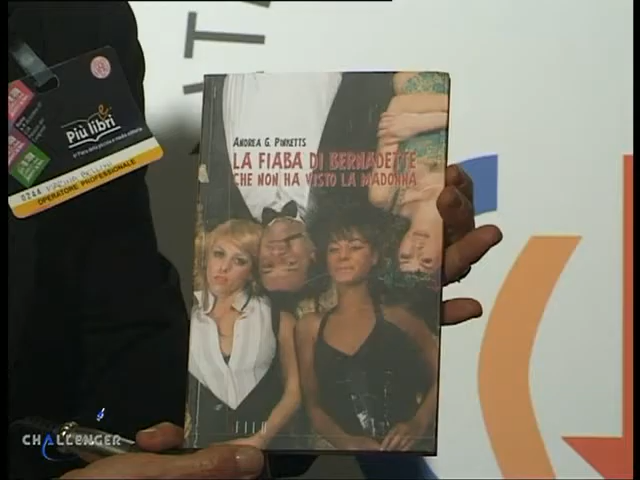 Più libri
OPERATORE PROFESSIONALE
ANDREA G. PINKETTS
LA FIABA DI BERNADETTE
CHE NON HA VISTO LA MADONNA
CHALLENGER